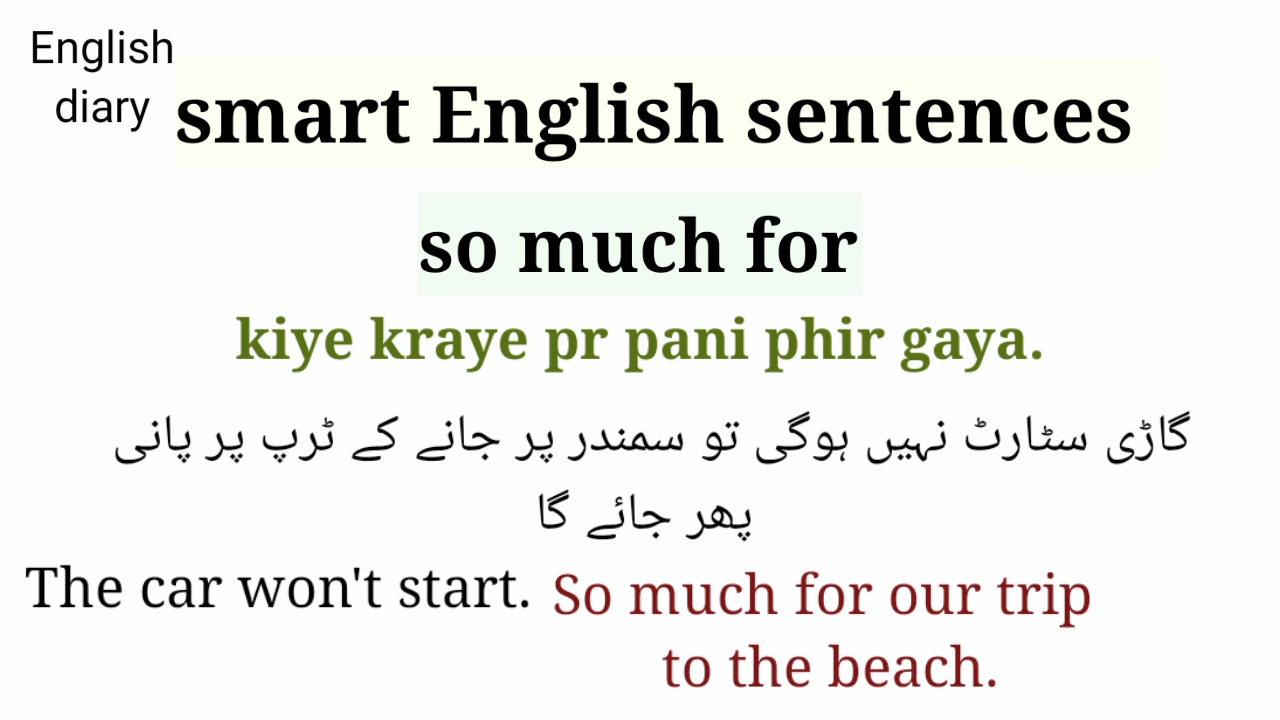 English
diary
smart English sentences
so much for
kiye kraye pr pani phir gaya.
گاڑی سٹارٹ نہیں ہوگی تو سمندر پر جانے کے ٹرپ پر پانی
پھر جائے گا
The car won't start. So much for our trip
to the beach.